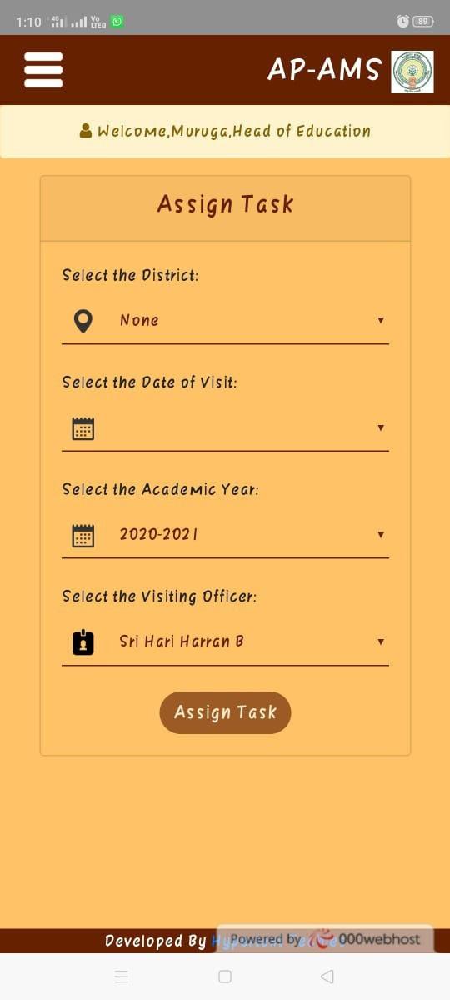 1:10 4G Vo LTE 89
AP-AMS
Welcome,Muruga,Head of Education
Assign Task
Select the District:
None
Select the Date of Visit:
Select the Academic Year:
2020-2021
Select the Visiting Officer:
Sri Hari Harran B
Assign Task
Developed By
Powered by 000webhost